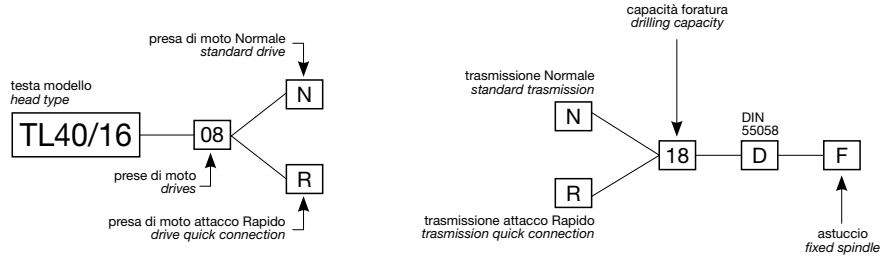 presa di moto Normale
standard drive
N
testa modello
head type
TL40/16
08
prese di moto
drives
R
presa di moto attacco Rapido
drive quick connection
capacità foratura
drilling capacity
trasmissione Normale
standard trasmission
N
18
DIN
55058
D
F
R
trasmissione attacco Rapido
trasmission quick connection
astuccio
fixed spindle